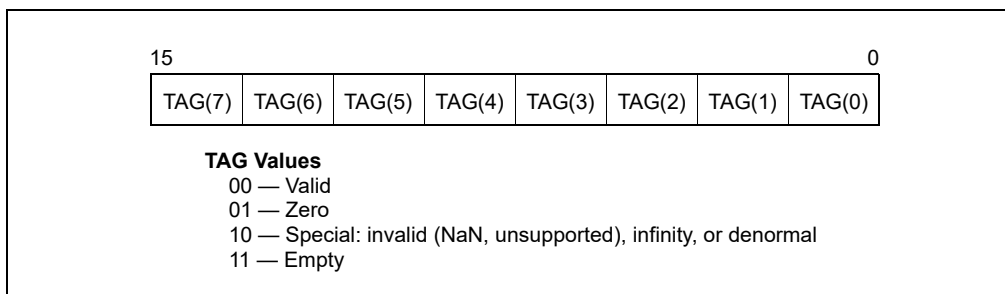 15 0
TAG(7) TAG(6) TAG(5) TAG(4) TAG(3) TAG(2) TAG(1) TAG(0)
TAG Values
00 — Valid
01 — Zero
10 — Special: invalid (NaN, unsupported), infinity, or denormal
11 — Empty